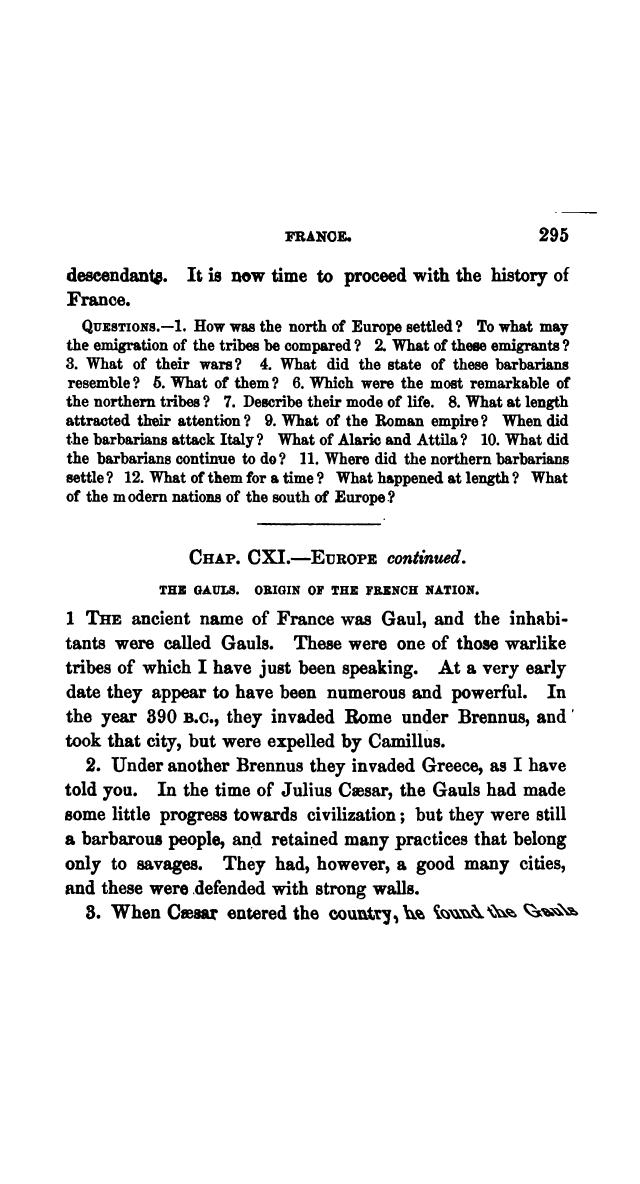 FRANCE. 295
descendants. It is now time to proceed with the history of
France.
QUESTIONS.—1. How was the north of Europe settled? To what may
the emigration of the tribes be compared? 2. What of these emigrants?
3. What of their wars? 4. What did the state of these barbarians
resemble? 5. What of them? 6. Which were the most remarkable of
the northern tribes? 7. Describe their mode of life. 8. What at length
attracted their attention? 9. What of the Roman empire? When did
the barbarians attack Italy? What of Alaric and Attila? 10. What did
the barbarians continue to do? 11. Where did the northern barbarians
settle? 12. What of them for a time? What happened at length? What
of the modern nations of the south of Europe?
CHAP. CXI.—EUROPE continued.
THE GAULS. ORIGIN OF THE FRENCH NATION.
1 THE ancient name of France was Gaul, and the inhabi-
tants were called Gauls. These were one of those warlike
tribes of which I have just been speaking. At a very early
date they appear to have been numerous and powerful. In
the year 390 B.C., they invaded Rome under Brennus, and
took that city, but were expelled by Camillus.
2. Under another Brennus they invaded Greece, as I have
told you. In the time of Julius Cæsar, the Gauls had made
some little progress towards civilization; but they were still
a barbarous people, and retained many practices that belong
only to savages. They had, however, a good many cities,
and these were defended with strong walls.
3. When Cæsar entered the country, he found the Gauls